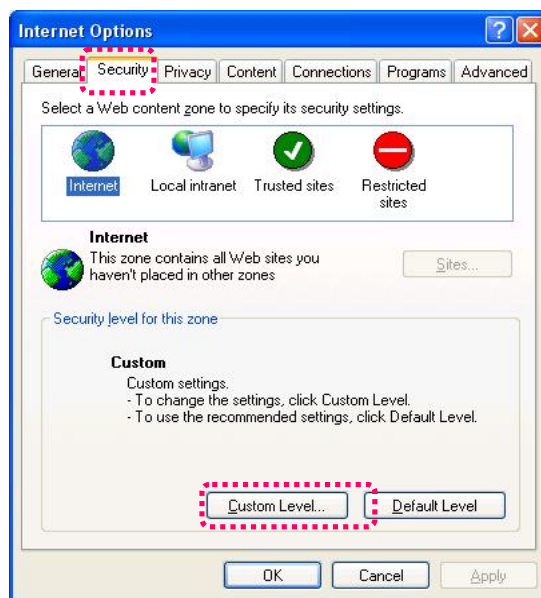 Internet Options
General Security Privacy Content Connections Programs Advanced
Select a Web content zone to specify its security settings.
Internet Local intranet Trusted sites Restricted sites
Internet
This zone contains all Web sites you
haven't placed in other zones
Sites...
Security level for this zone
Custom
Custom settings.
- To change the settings, click Custom Level.
- To use the recommended settings, click Default Level.
Custom Level... Default Level
OK Cancel Apply